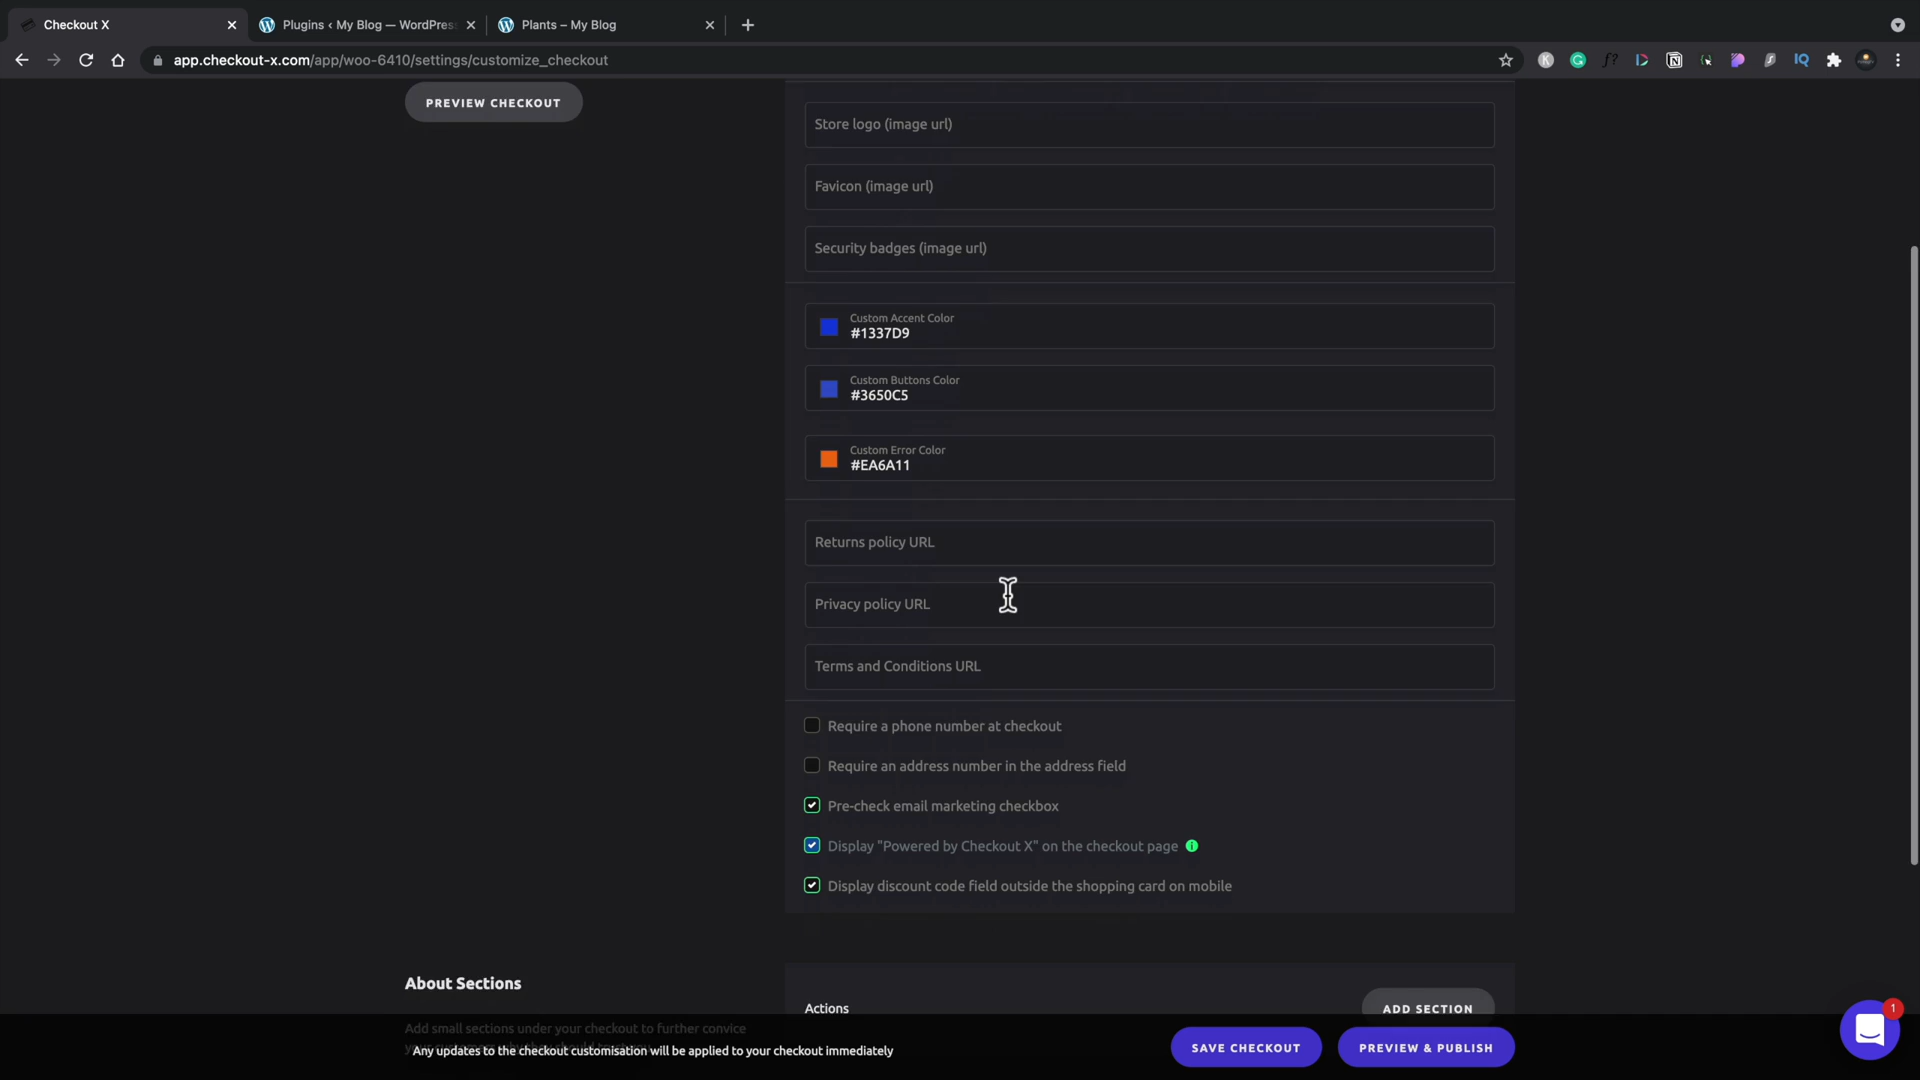 Checkout X
Plugins ‹ My Blog — WordPress
Plants – My Blog
app.checkout-x.com/app/woo-6410/settings/customize_checkout
PREVIEW CHECKOUT
Store logo (image url)
Favicon (image url)
Security badges (image url)
Custom Accent Color
#1337D9
Custom Buttons Color
#3650C5
Custom Error Color
#EA6A11
Returns policy URL
Privacy policy URL
Terms and Conditions URL
Require a phone number at checkout
Require an address number in the address field
Pre-check email marketing checkbox
Display "Powered by Checkout X" on the checkout page
Display discount code field outside the shopping card on mobile
About Sections
Actions
ADD SECTION
Add small sections under your checkout to further convice
Any updates to the checkout customisation will be applied to your checkout immediately
SAVE CHECKOUT
PREVIEW & PUBLISH
1